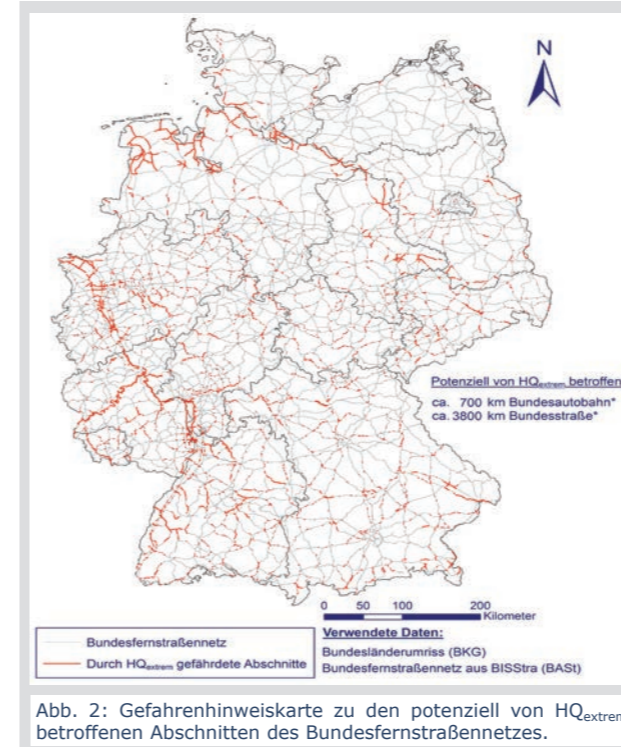 N
Potenziell von HQextrem betroffen
ca. 700 km Bundesautobahn*
ca. 3800 km Bundesstraße*
0 50 100 200
Kilometer
Verwendete Daten:
Bundesländerumriss (BKG)
Bundesfernstraßennetz aus BISStra (BASt)
Bundesfernstraßennetz
Durch HQextrem gefährdete Abschnitte
Abb. 2: Gefahrenhinweiskarte zu den potenziell von HQextrem
betroffenen Abschnitten des Bundesfernstraßennetzes.